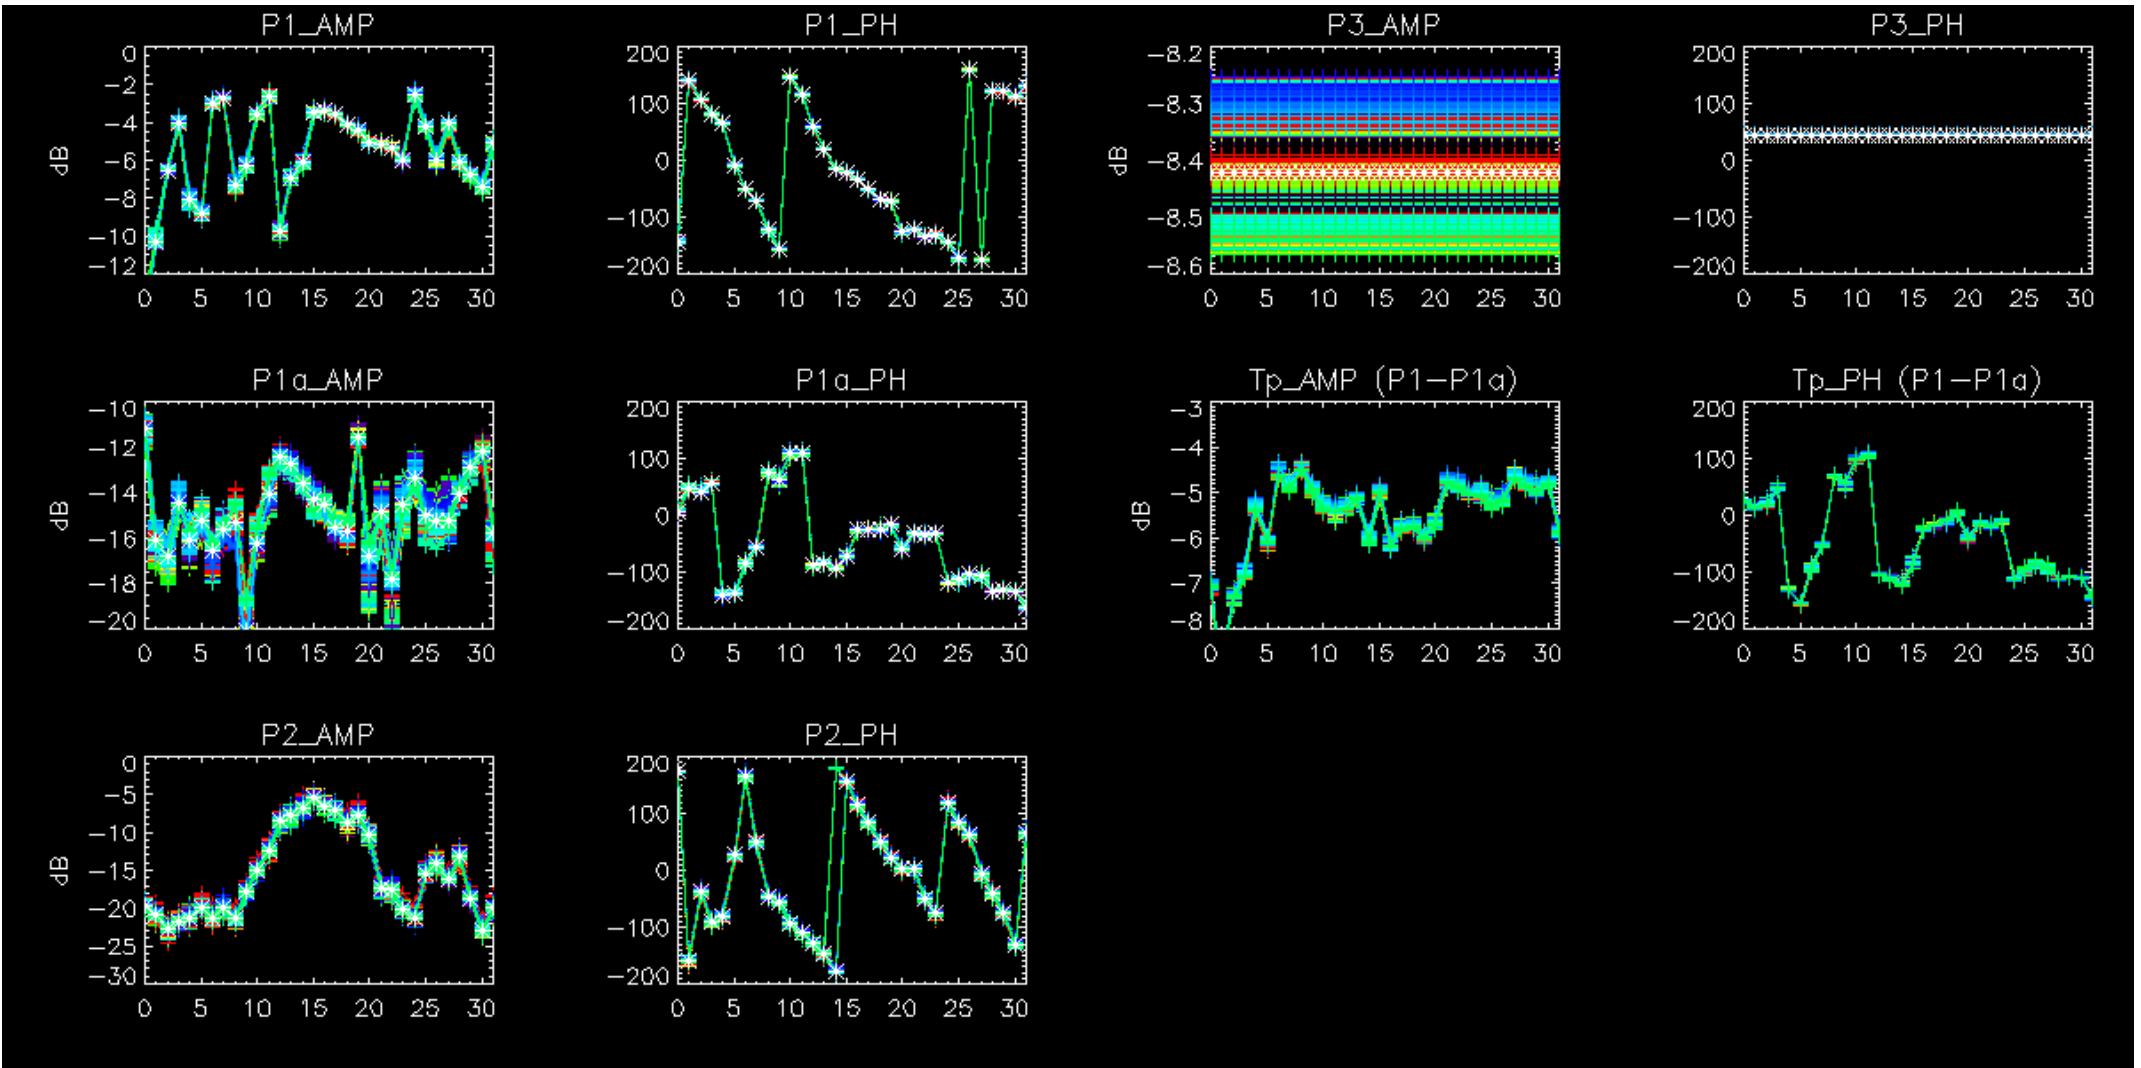 P1_AMP P1_PH P3_AMP P3_PH
0 200 -8.2 200
-2 100 -8.3 100
-4 0 -8.4 0
-6 -100 -8.5 -100
-8 -200 -8.6 -200
-10
-12
dB dB
0 5 10 15 20 25 30 0 5 10 15 20 25 30 0 5 10 15 20 25 30 0 5 10 15 20 25 30
P1a_AMP P1a_PH Tp_AMP (P1-P1a) Tp_PH (P1-P1a)
-10 200 -3 200
-12 100 -4 100
-14 0 -5 0
-16 -100 -6 -100
-18 -200 -7 -200
-20 -8
dB dB
0 5 10 15 20 25 30 0 5 10 15 20 25 30 0 5 10 15 20 25 30 0 5 10 15 20 25 30
P2_AMP P2_PH
0 200
-5 100
-10 0
-15 -100
-20 -200
-25
-30
dB
0 5 10 15 20 25 30 0 5 10 15 20 25 30